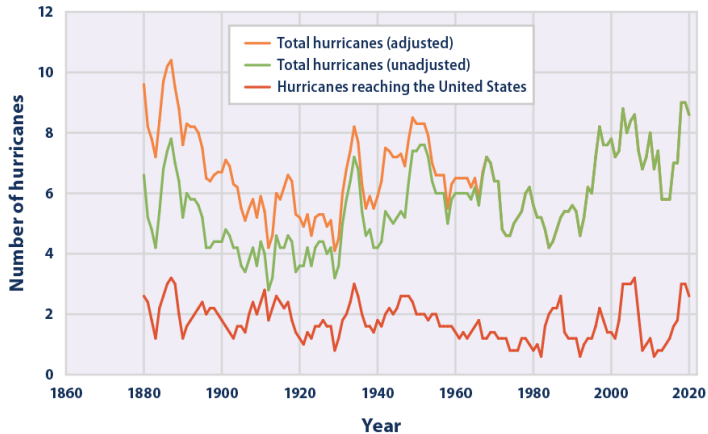 12
10
8
6
4
2
0
Number of hurricanes
Total hurricanes (adjusted)
Total hurricanes (unadjusted)
Hurricanes reaching the United States
1860 1880 1900 1920 1940 1960 1980 2000 2020
Year